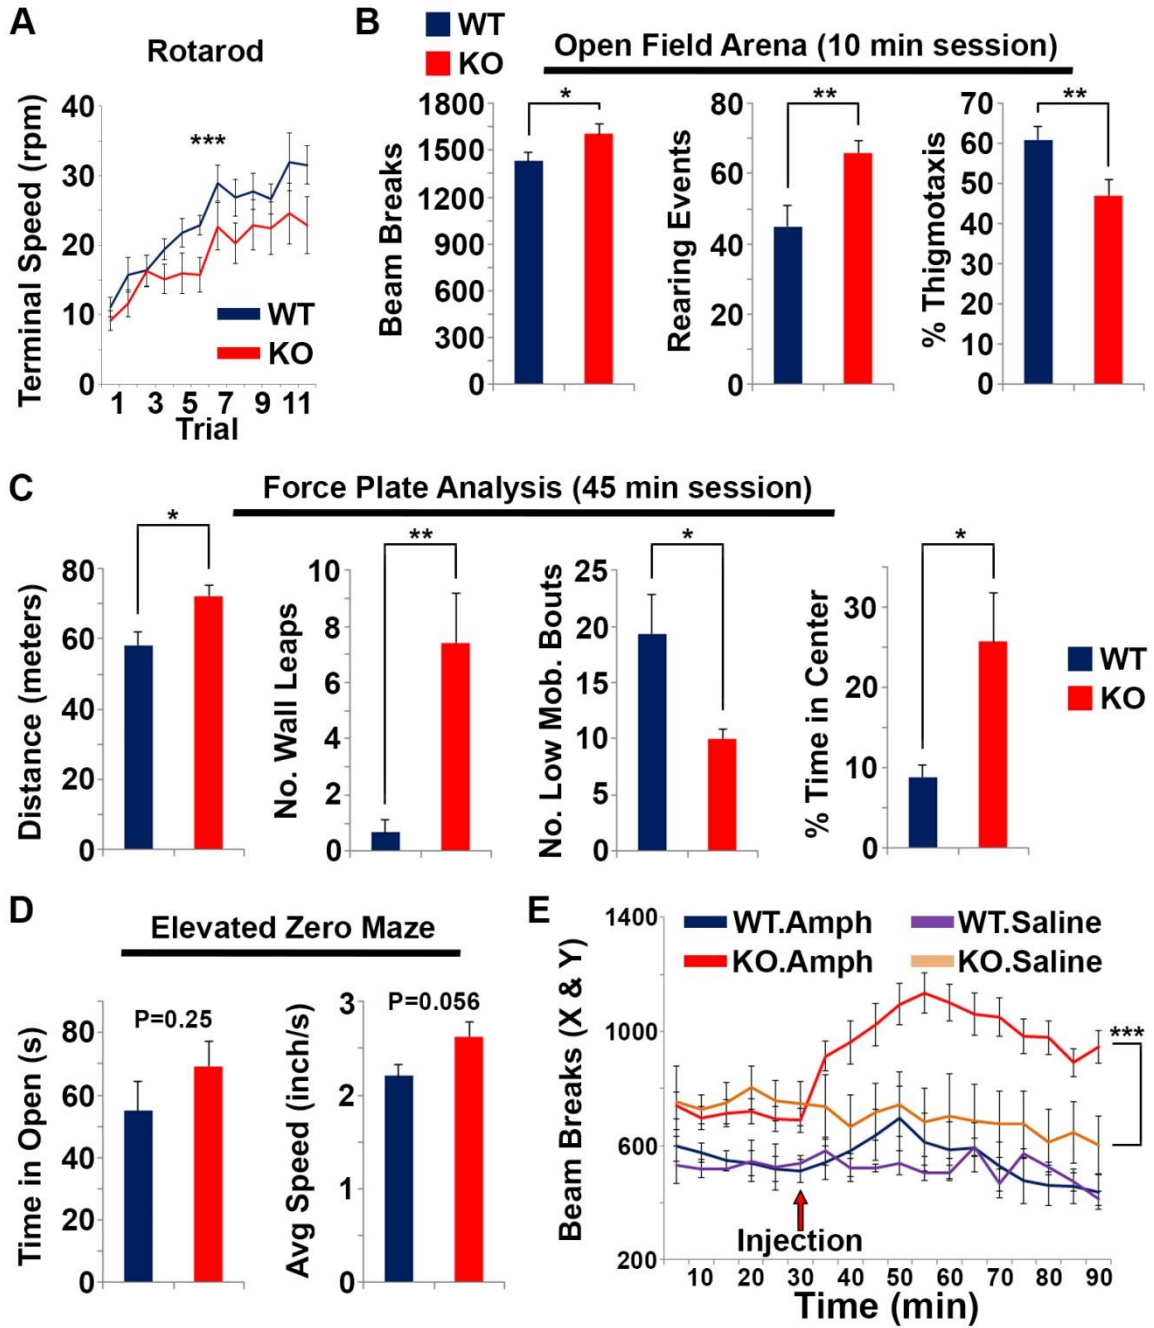 A
Rotarod
Terminal Speed (rpm)
40
30
20
10
0
***
WT
KO
1 3 5 7 9 11
Trial
B
WT
KO
Open Field Arena (10 min session)
Beam Breaks
1800
1500
1200
900
600
300
0
*
Rearing Events
80
60
40
20
0
**
% Thigmotaxis
70
60
50
40
30
20
10
0
**
C
Force Plate Analysis (45 min session)
Distance (meters)
80
60
40
20
0
*
No. Wall Leaps
10
8
6
4
2
0
**
No. Low Mob. Bouts
25
20
15
10
5
0
*
% Time in Center
30
20
10
0
*
WT
KO
D
Elevated Zero Maze
Time in Open (s)
80
60
40
20
0
P=0.25
Avg Speed (inch/s)
3
2
1
0
P=0.056
E
Beam Breaks (X & Y)
1400
1000
600
200
WT.Amph WT.Saline
KO.Amph KO.Saline
***
Injection
10 20 30 40 50 60 70 80 90
Time (min)